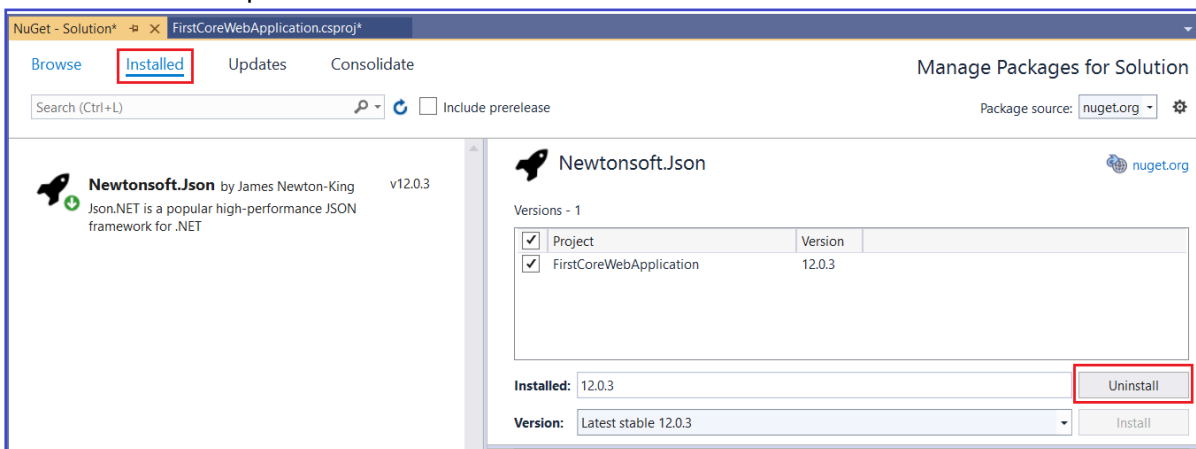 NuGet - Solution* FirstCoreWebApplication.csproj*
Browse Installed Updates Consolidate
Manage Packages for Solution
Search (Ctrl+L) Include prerelease
Package source: nuget.org
Newtonsoft.Json by James Newton-King v12.0.3
Json.NET is a popular high-performance JSON
framework for .NET
Newtonsoft.Json
nuget.org
Versions - 1
Project Version
FirstCoreWebApplication 12.0.3
Installed: 12.0.3 Uninstall
Version: Latest stable 12.0.3 Install